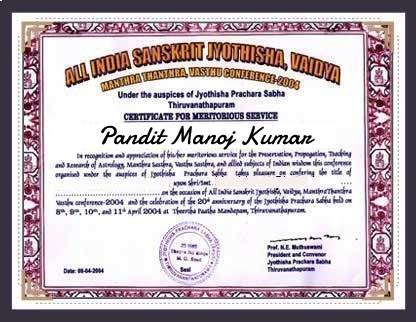 ALL INDIA SANSKRIT JYOTHISHA, VAIDYA
MANTHRA THANTHRA, VASTHU CONFERENCE-2004
Under the auspices of Jyothisha Prachara Sabha
Thiruvanathapuram
CERTIFICATE FOR MERITORIOUS SERVICE
Pandit Manoj Kumar
In recognition and appreciation of his/her meritorious service for the Preservation, Propogation, Teaching
and Research of Astrology, Manthra Sasthra, Vasthu Sasthra, and allied subjects of Indian wisdom this conference
organised under the auspices of Jyothisha Prachara Sabha takes pleasure on confering the title of
upon Shri/Smt.
on the occasion of All India Sanskrit Jyothisha, Vaidya, Manthra Thanthra
Vasthu conference-2004 and the celebration of the 20th anniversary of the Jyothisha Prachara Sabha held on
8th, 9th, 10th, and 11th April 2004 at Theertha Paatha Mandapam, Thiruvananthapuram.
Prof. N.E. Muthuswami
President and Convenor
Jyothisha Prachara Sabha
Thiruvanathapuram
Seal
Date: 08-04-2004